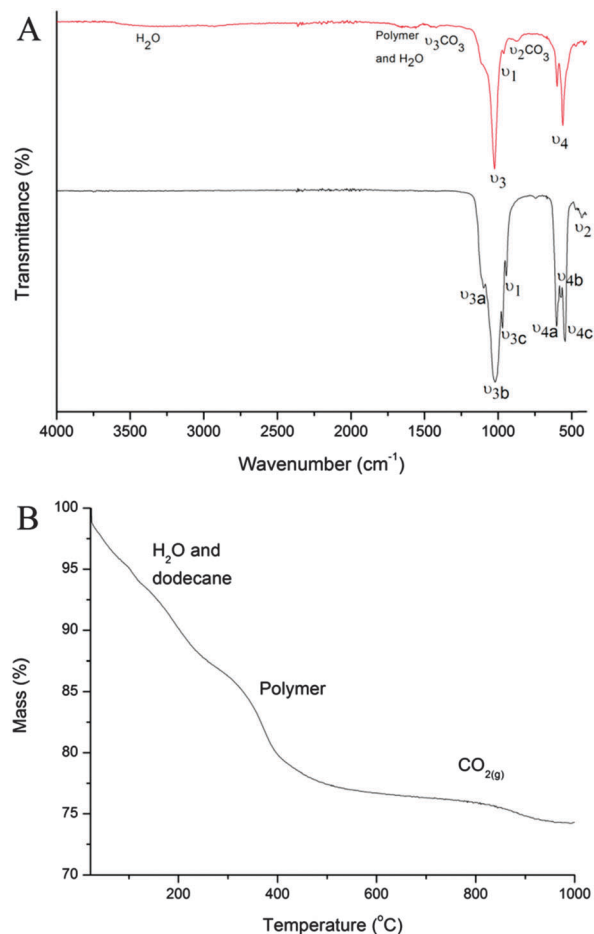 A
H₂O
Polymer
and H₂O
υ₃CO₃
υ₁
υ₂CO₃
υ₃
υ₄
υ₃a
υ₃b
υ₃c
υ₁
υ₄a
υ₄b
υ₄c
υ₂
Transmittance (%)
4000 3500 3000 2500 2000 1500 1000 500
Wavenumber (cm⁻¹)
B
100
95
90
85
80
75
70
H₂O and
dodecane
Polymer
CO₂₍g₎
Mass (%)
200 400 600 800 1000
Temperature (°C)